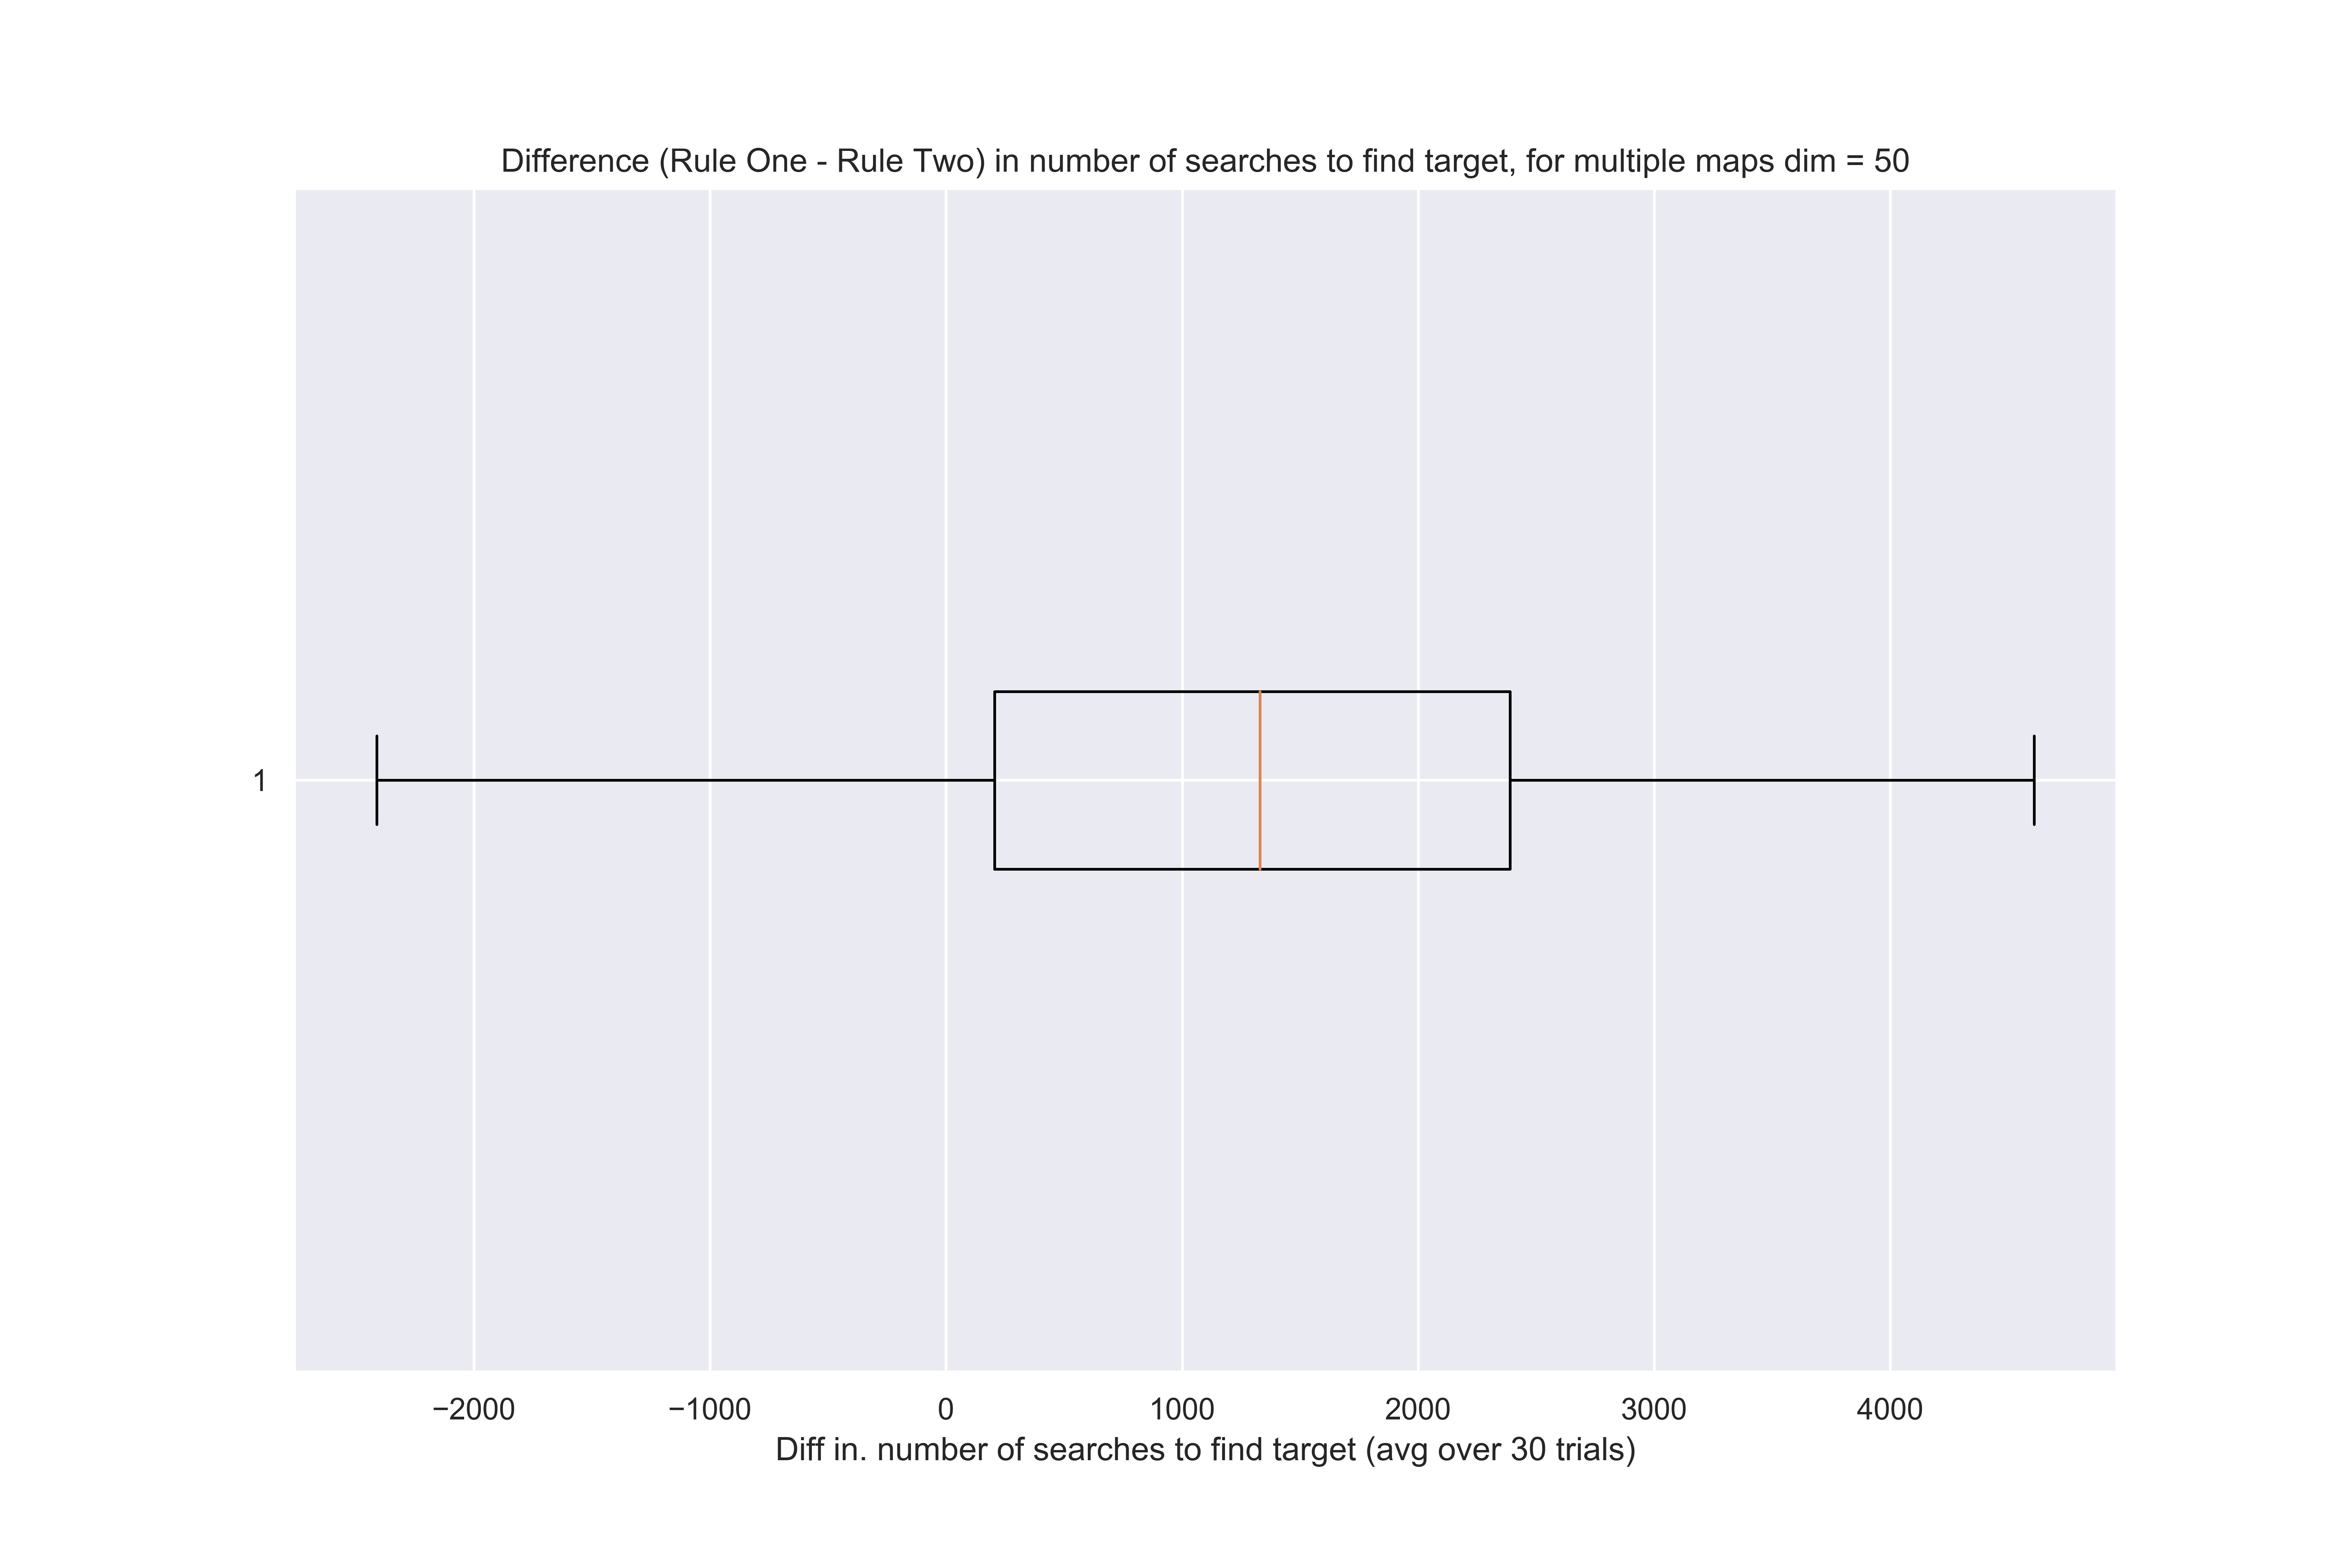 Difference (Rule One - Rule Two) in number of searches to find target, for multiple maps dim = 50
1
−2000 −1000 0 1000 2000 3000 4000
Diff in. number of searches to find target (avg over 30 trials)